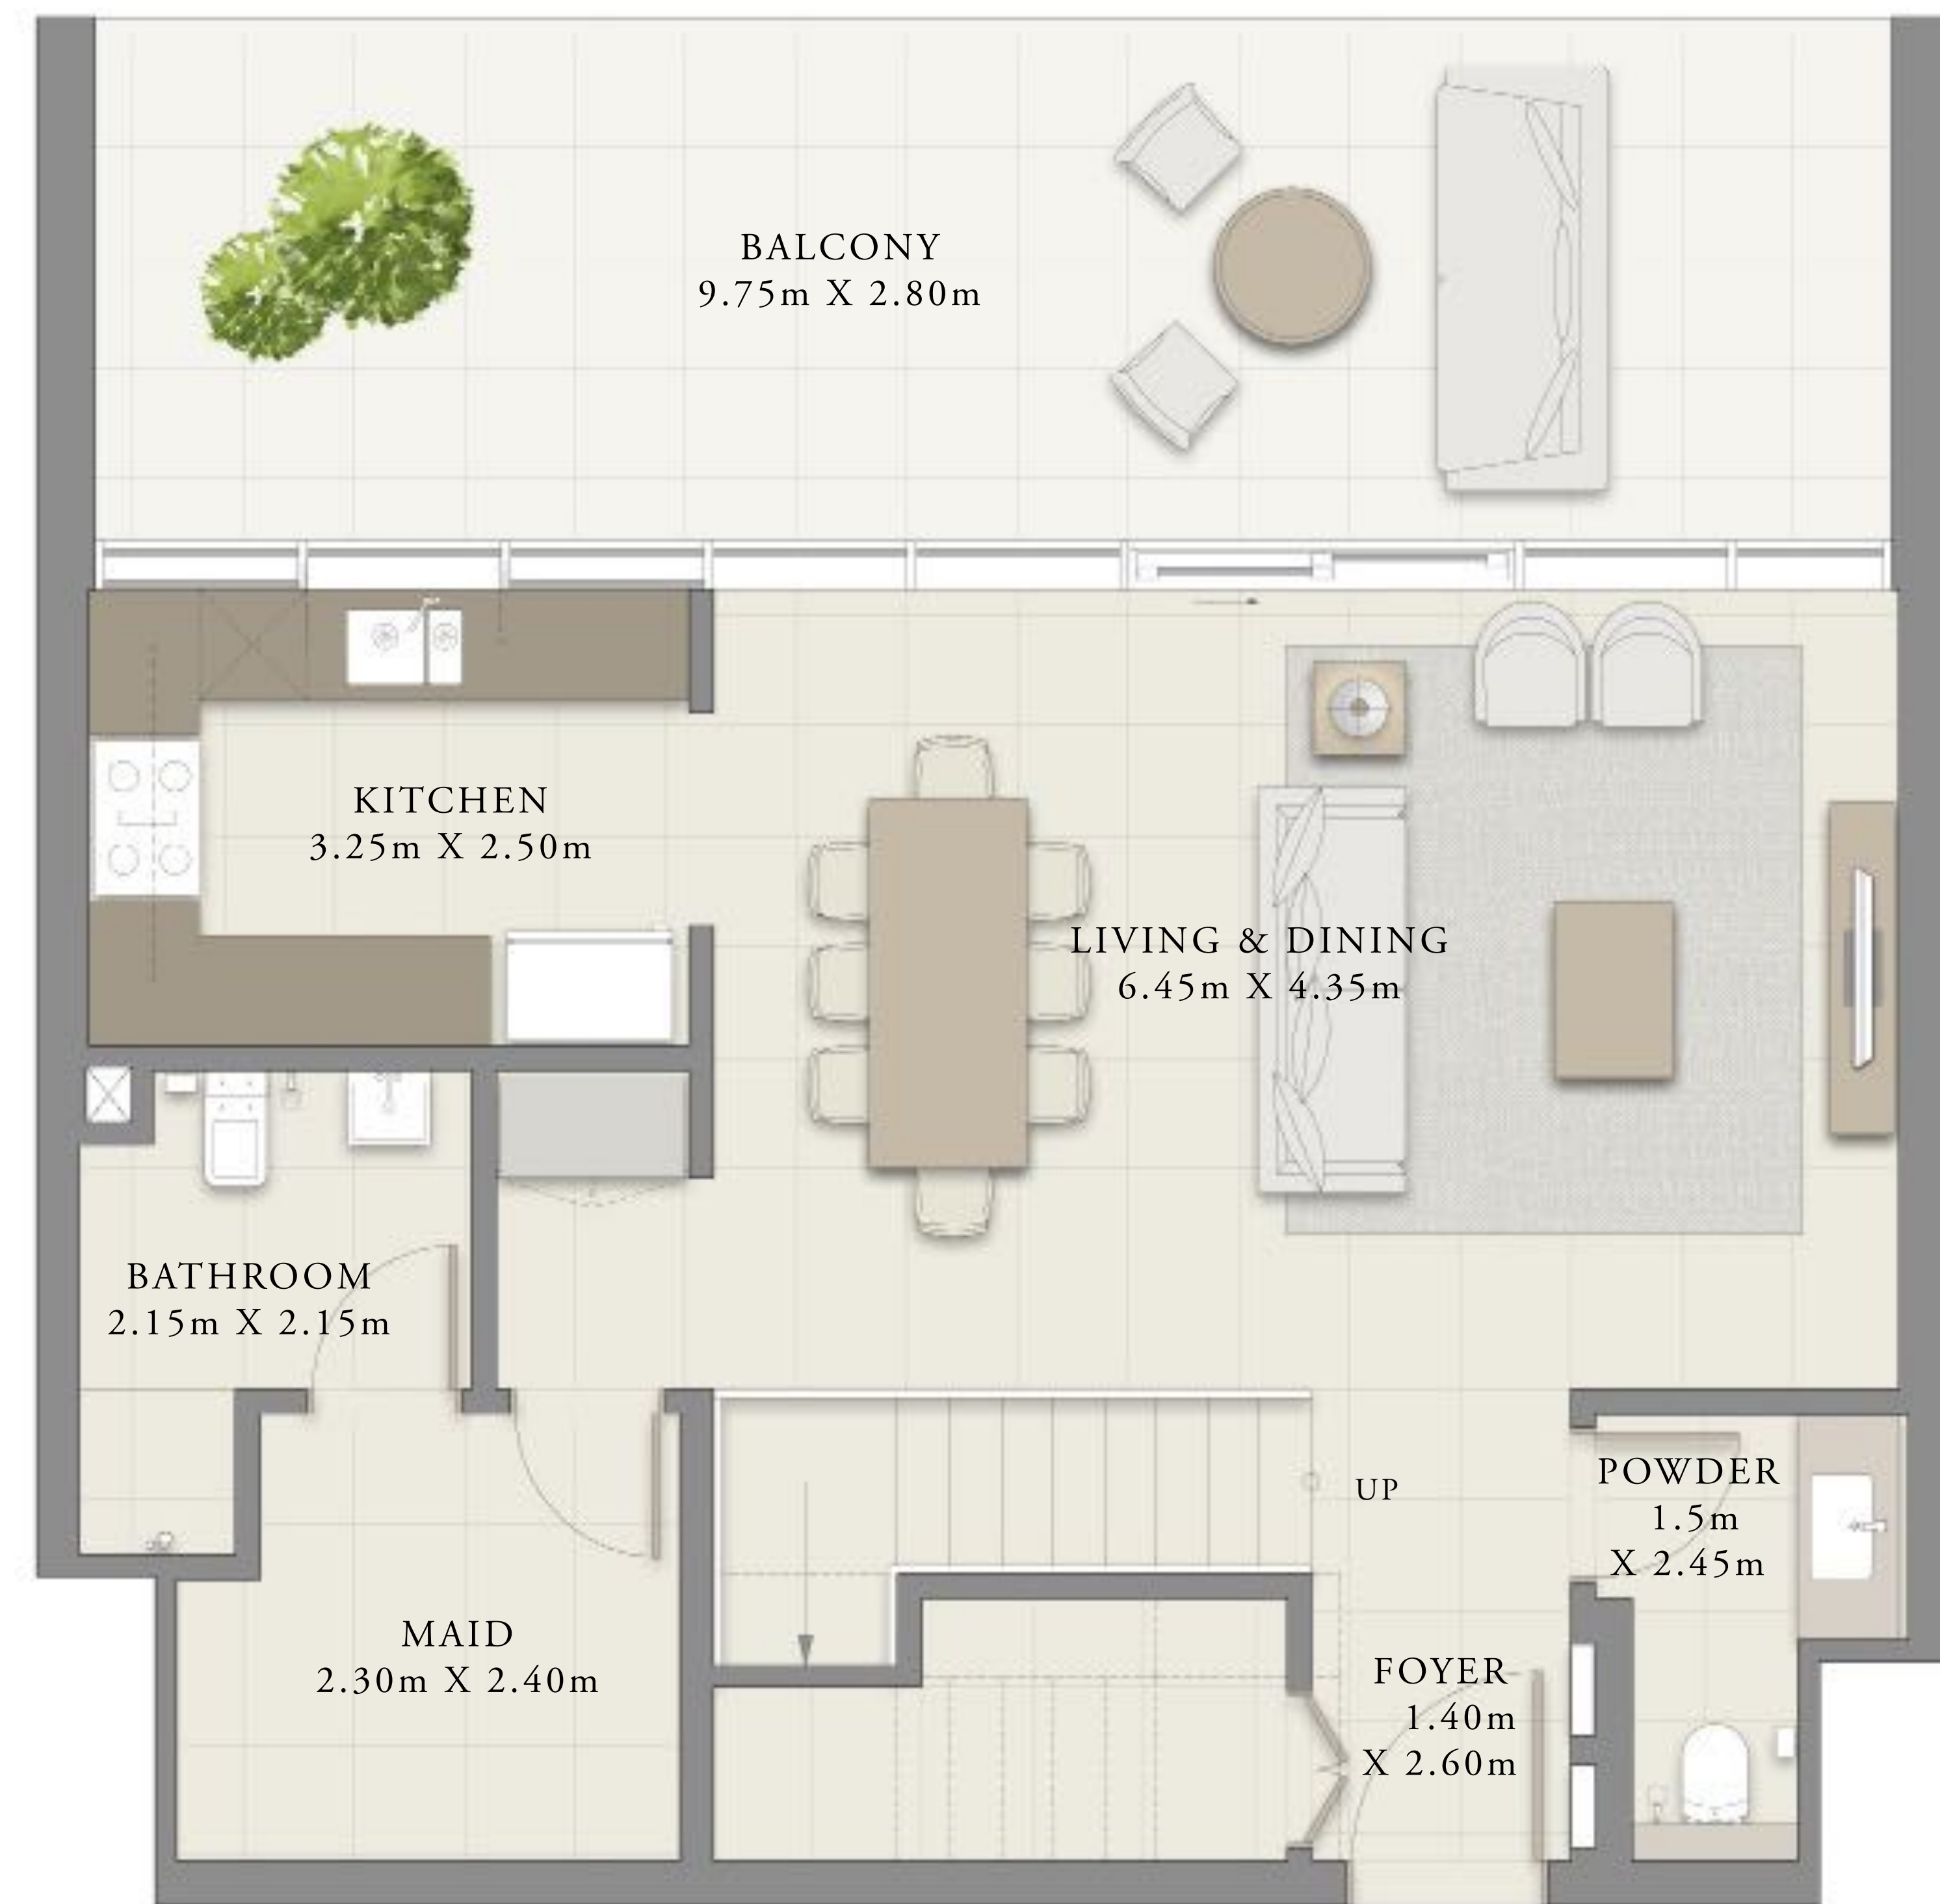 BALCONY
9.75m X 2.80m
KITCHEN
3.25m X 2.50m
LIVING & DINING
6.45m X 4.35m
BATHROOM
2.15m X 2.15m
UP
POWDER
1.5m
X 2.45m
MAID
2.30m X 2.40m
FOYER
1.40m
X 2.60m